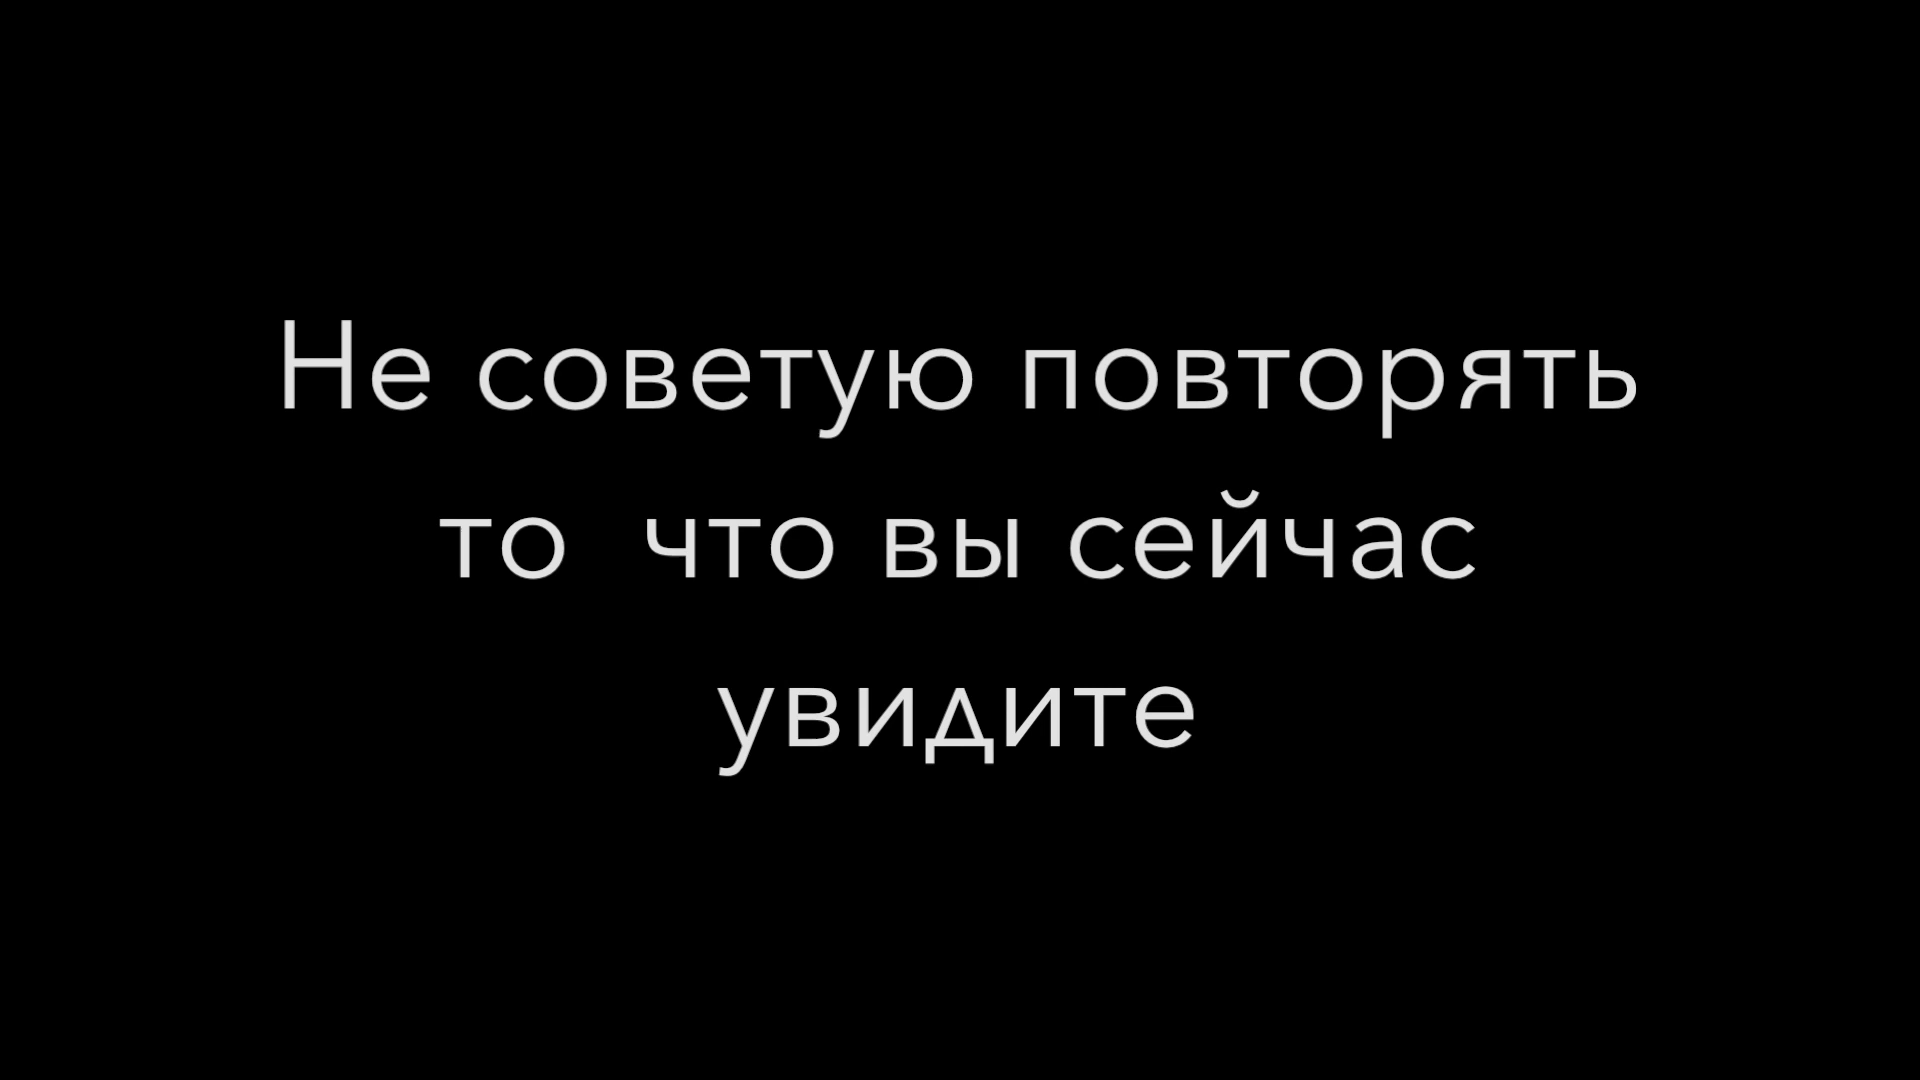 Не советую повторять
то  что вы сейчас
увидите